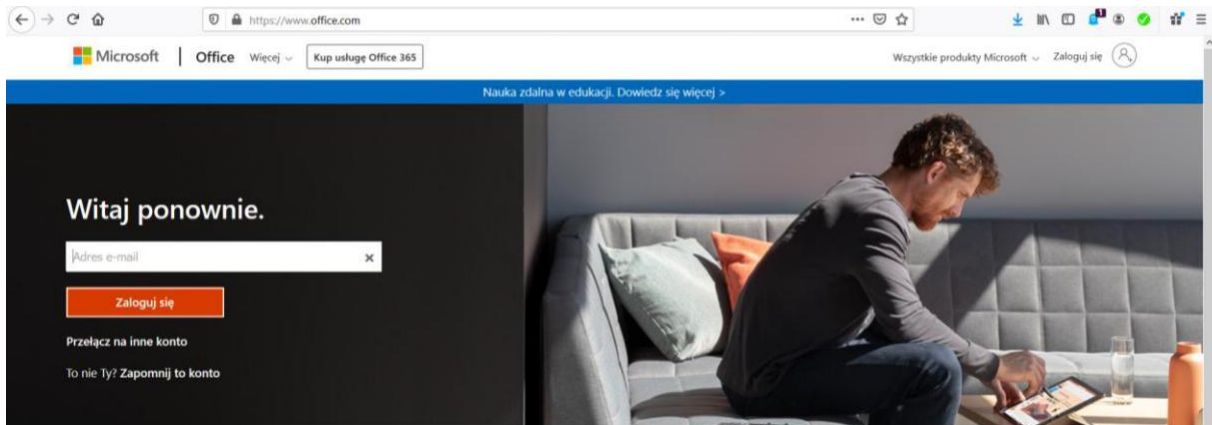 https://www.office.com
Microsoft | Office Więcej Kup usługę Office 365 Wszystkie produkty Microsoft Zaloguj się
Nauka zdalna w edukacji. Dowiedz się więcej >
Witaj ponownie.
Adres e-mail
Zaloguj się
Przełącz na inne konto
To nie Ty? Zapomnij to konto